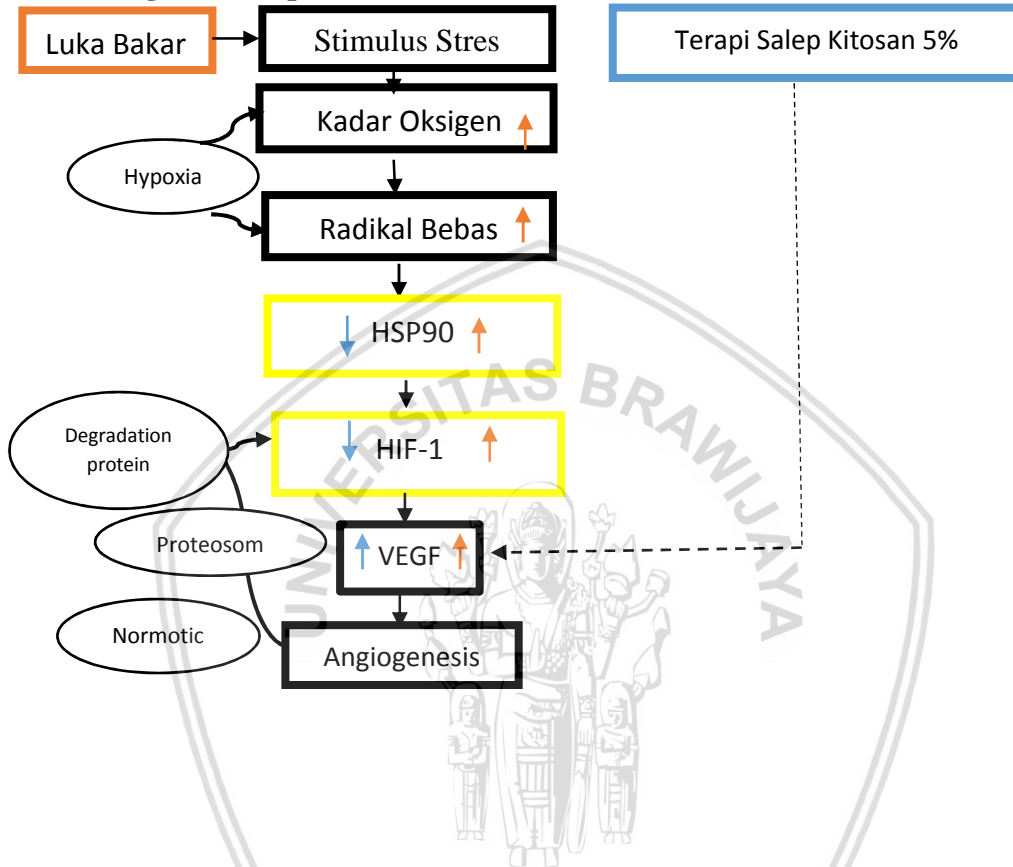 Luka Bakar
Stimulus Stres
Terapi Salep Kitosan 5%
Kadar Oksigen
Hypoxia
Radikal Bebas
HSP90
Degradation
protein
HIF-1
Proteosom
VEGF
Normotic
Angiogenesis
UNIVERSITAS BRAWIJAYA